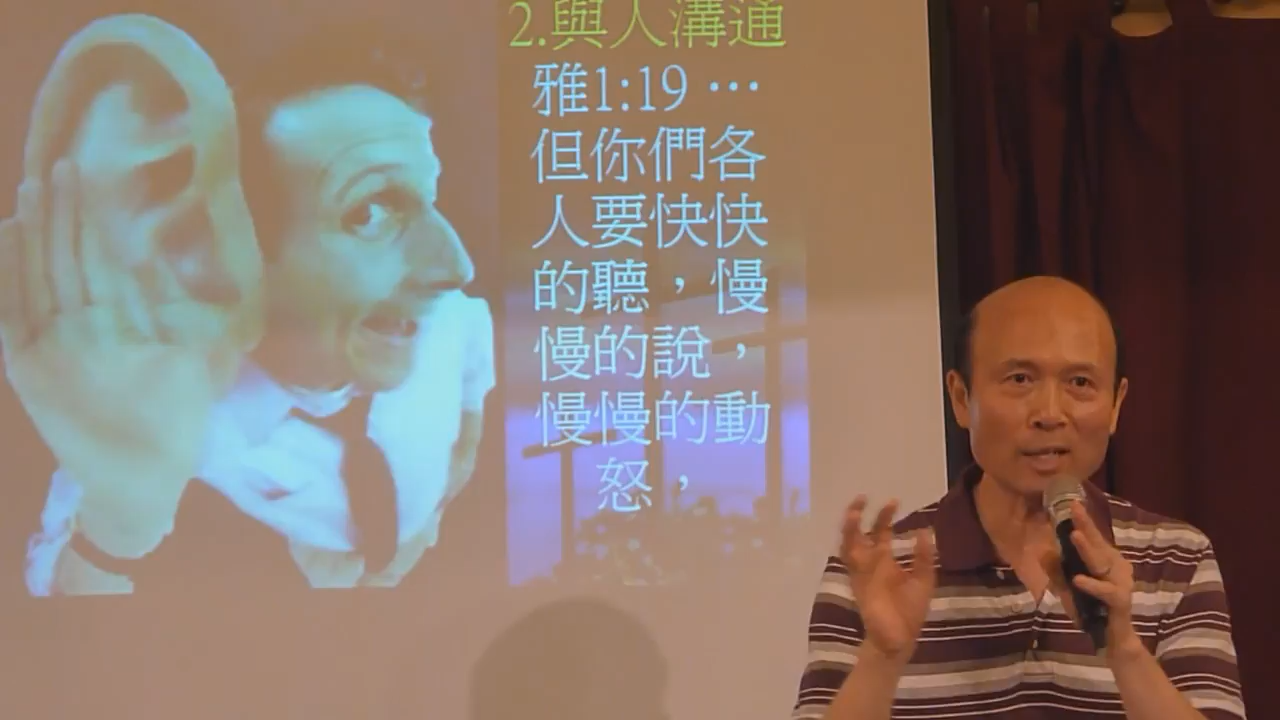 2.與人溝通
雅1:19 …
但你們各
人要快快
的聽，慢
慢的說，
慢慢的動
怒，